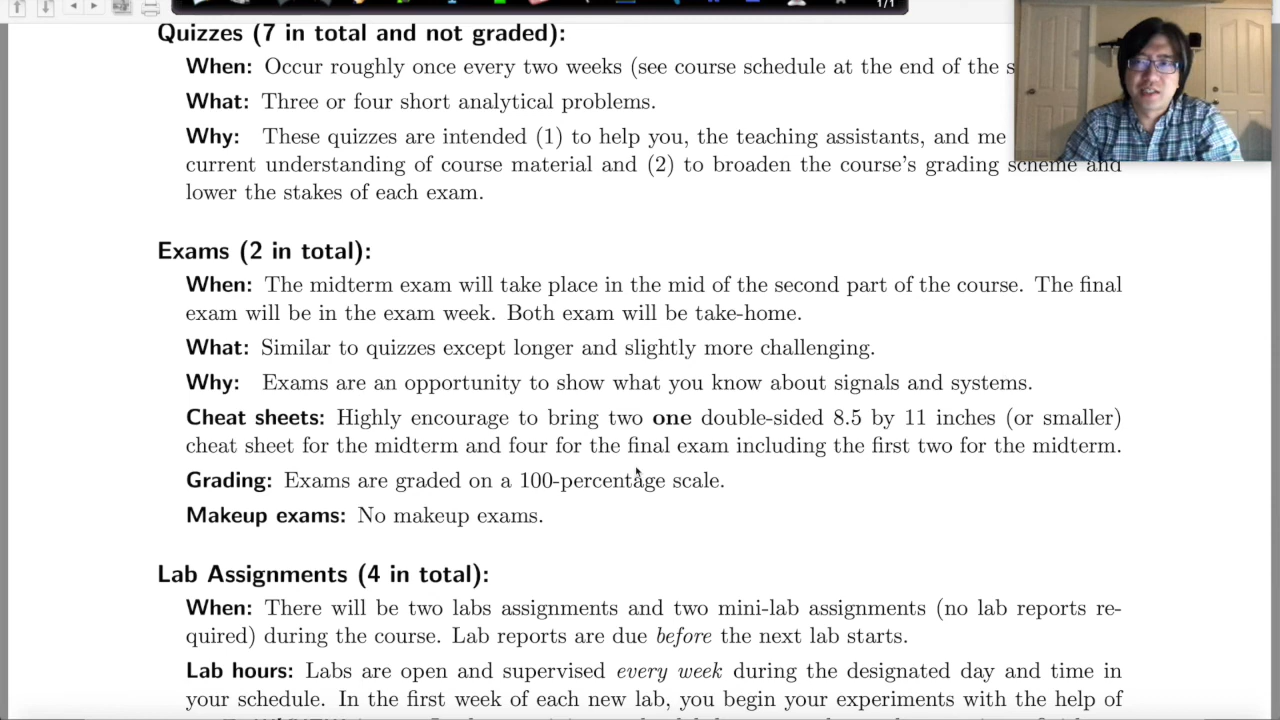 1/1
Quizzes (7 in total and not graded):
When: Occur roughly once every two weeks (see course schedule at the end of the s
What: Three or four short analytical problems.
Why: These quizzes are intended (1) to help you, the teaching assistants, and me
current understanding of course material and (2) to broaden the course's grading scheme and
lower the stakes of each exam.
Exams (2 in total):
When: The midterm exam will take place in the mid of the second part of the course. The final
exam will be in the exam week. Both exam will be take-home.
What: Similar to quizzes except longer and slightly more challenging.
Why: Exams are an opportunity to show what you know about signals and systems.
Cheat sheets: Highly encourage to bring two one double-sided 8.5 by 11 inches (or smaller)
cheat sheet for the midterm and four for the final exam including the first two for the midterm.
Grading: Exams are graded on a 100-percentage scale.
Makeup exams: No makeup exams.
Lab Assignments (4 in total):
When: There will be two labs assignments and two mini-lab assignments (no lab reports re-
quired) during the course. Lab reports are due before the next lab starts.
Lab hours: Labs are open and supervised every week during the designated day and time in
your schedule. In the first week of each new lab, you begin your experiments with the help of